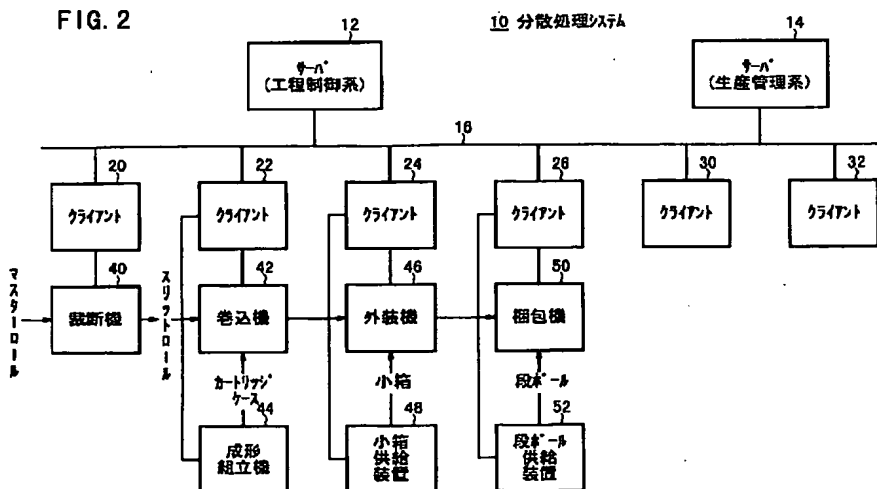 FIG. 2
10 分散処理システム
12
サーバ
(工程制御系)
14
サーバ
(生産管理系)
16
20
クライアント
22
クライアント
24
クライアント
26
クライアント
30
クライアント
32
クライアント
マスターロール
40
裁断機
スリットロール
42
巻込機
46
外装機
50
梱包機
カートリッジ
ケース
小箱
段ボール
44
成形
組立機
48
小箱
供給
装置
52
段ボール
供給
装置